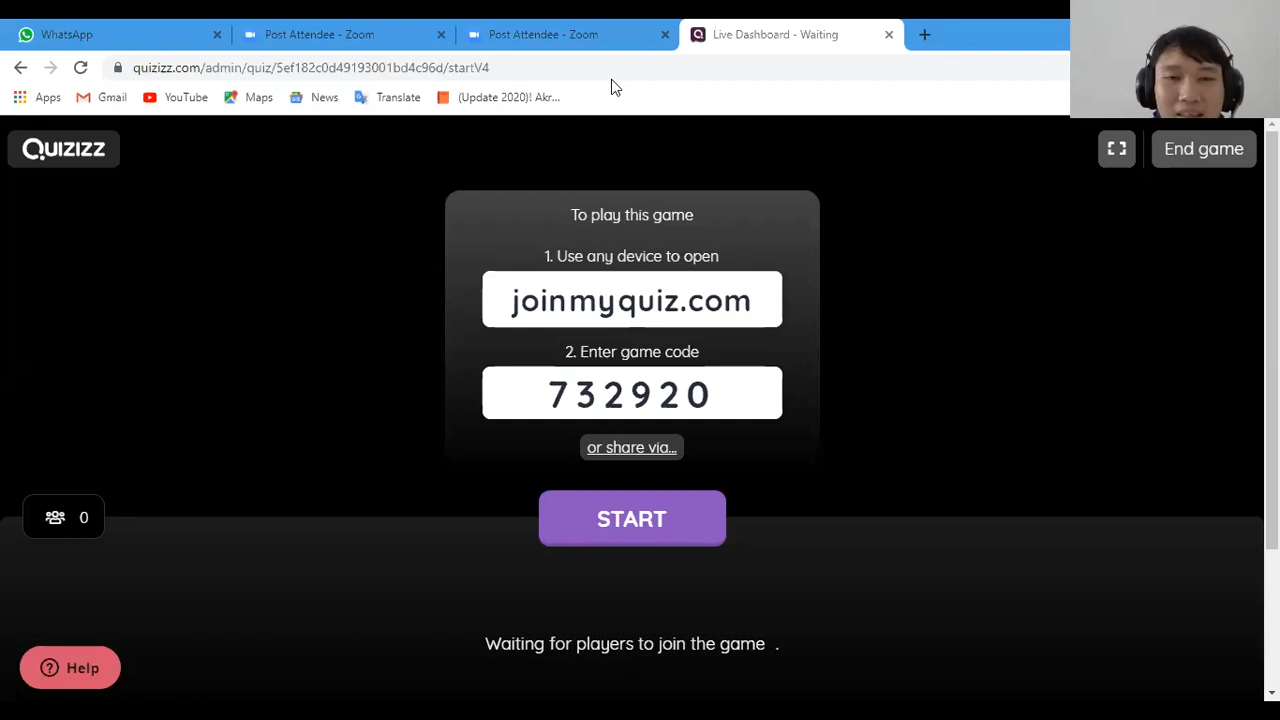 WhatsApp
Post Attendee - Zoom
Post Attendee - Zoom
Live Dashboard - Waiting
quizizz.com/admin/quiz/5ef182c0d49193001bd4c96d/startV4
Apps
Gmail
YouTube
Maps
News
Translate
(Update 2020)! Akr...
Quizizz
End game
To play this game
1. Use any device to open
joinmyquiz.com
2. Enter game code
732920
or share via...
0
START
Waiting for players to join the game .
Help